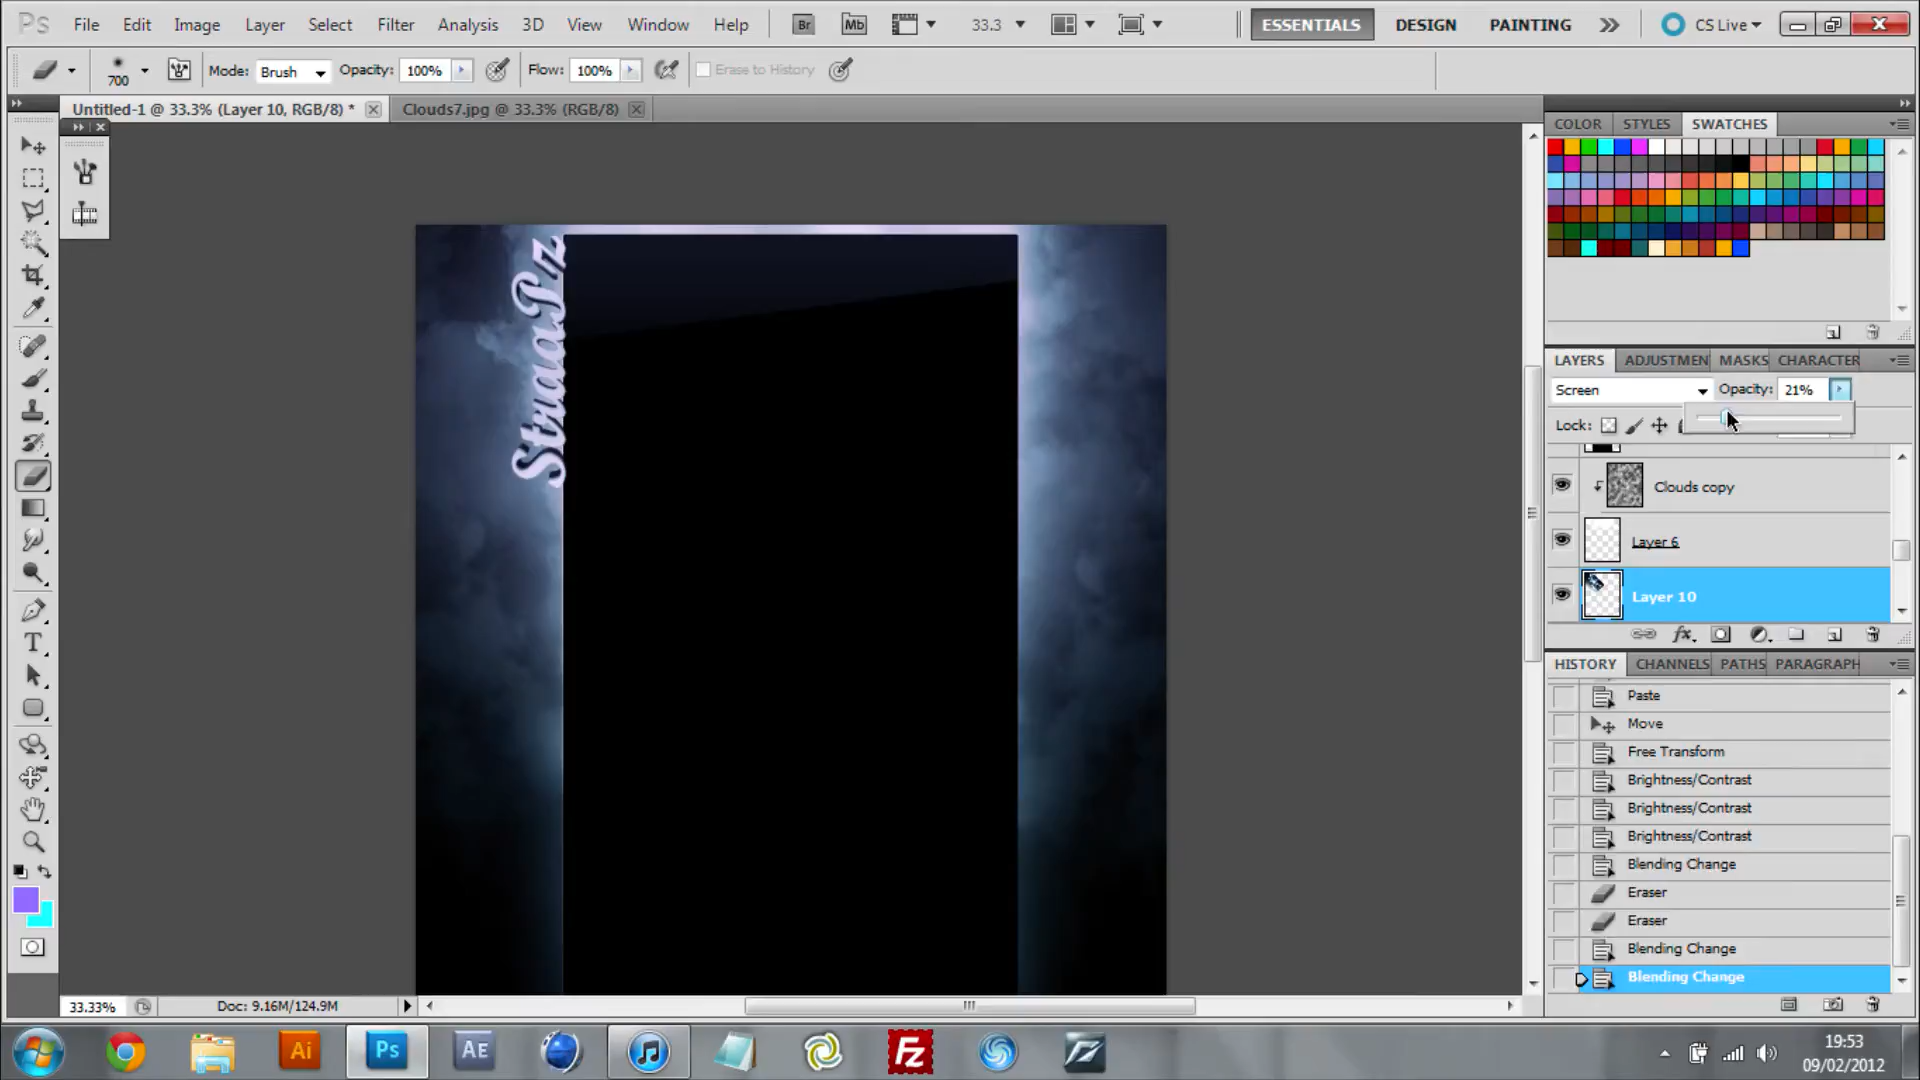 Ps File Edit Image Layer Select Filter Analysis 3D View Window Help Br Mb 33.3 ESSENTIALS DESIGN PAINTING CS Live
700 Mode: Brush Opacity: 100% Flow: 100% Erase to History
Untitled-1 @ 33.3% (Layer 10, RGB/8) * Clouds7.jpg @ 33.3% (RGB/8)
COLOR STYLES SWATCHES
LAYERS ADJUSTMEN MASKS CHARACTER
Screen Opacity: 21%
Lock:
Clouds copy
Layer 6
Layer 10
fx
HISTORY CHANNELS PATHS PARAGRAPH
Paste
Move
Free Transform
Brightness/Contrast
Brightness/Contrast
Brightness/Contrast
Blending Change
Eraser
Eraser
Blending Change
Blending Change
T
33.33% Doc: 9.16M/124.9M
Ai Ps AE Fz
19:53
09/02/2012